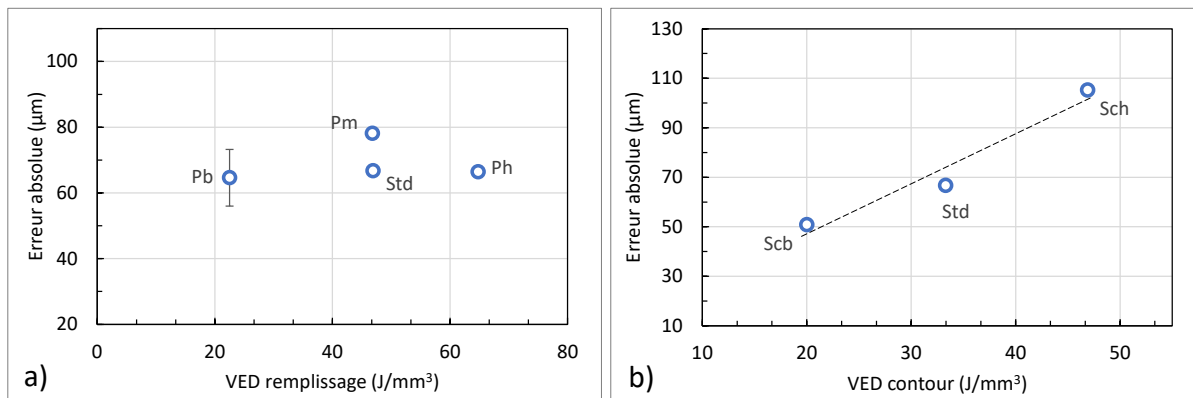 100
80
60
40
20
0
20
40
60
80
Erreur absolue (µm)
VED remplissage (J/mm³)
Pb
Pm
Std
Ph
a)
130
110
90
70
50
30
10
10
20
30
40
50
Erreur absolue (µm)
VED contour (J/mm³)
Scb
Std
Sch
b)